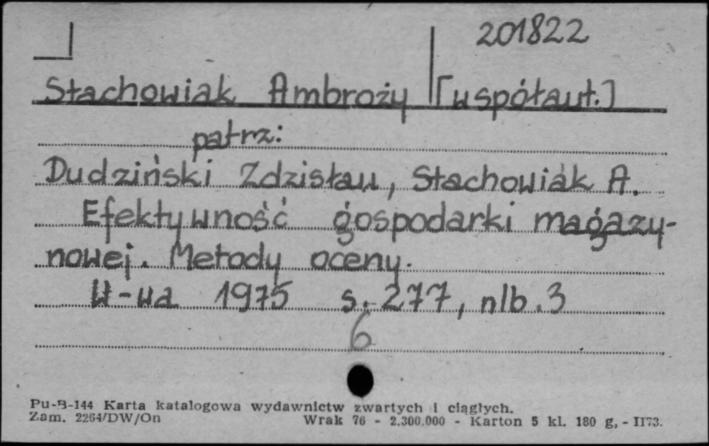 201822
Stachowiak Ambroży [współaut.]
patrz:
Dudziński Zdzisław, Stachowiak A.
Efektywność gospodarki magazy-
nowej. Metody oceny.
W-wa 1975 s. 277, nlb. 3
6
Pu-B-144 Karta katalogowa wydawnictw zwartych i ciągłych.
Zam. 2264/DW/On Wrak 76 - 2.300.000 - Karton 5 kl. 180 g, - II73.